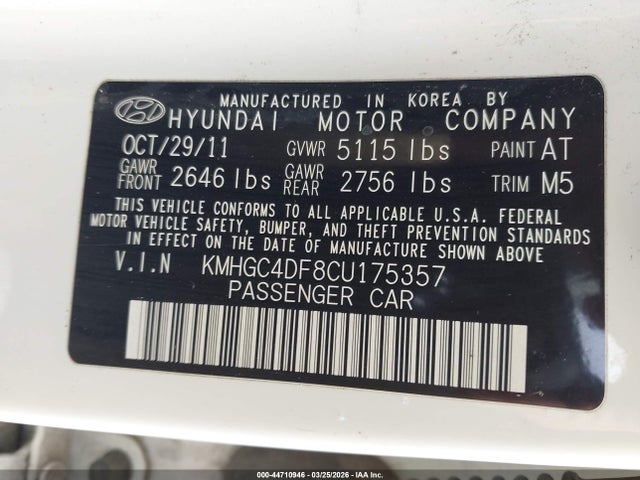 MANUFACTURED IN KOREA BY
HYUNDAI MOTOR COMPANY
OCT/29/11 GVWR 5115 lbs PAINT AT
GAWR FRONT 2646 lbs GAWR REAR 2756 lbs TRIM M5
THIS VEHICLE CONFORMS TO ALL APPLICABLE U.S.A. FEDERAL
MOTOR VEHICLE SAFETY, BUMPER, AND THEFT PREVENTION STANDARDS
IN EFFECT ON THE DATE OF MANUFACTURE SHOWN ABOVE
V.I.N KMHGC4DF8CU175357
PASSENGER CAR
000-44710946 - 03/25/2026 - IAAI, Inc.